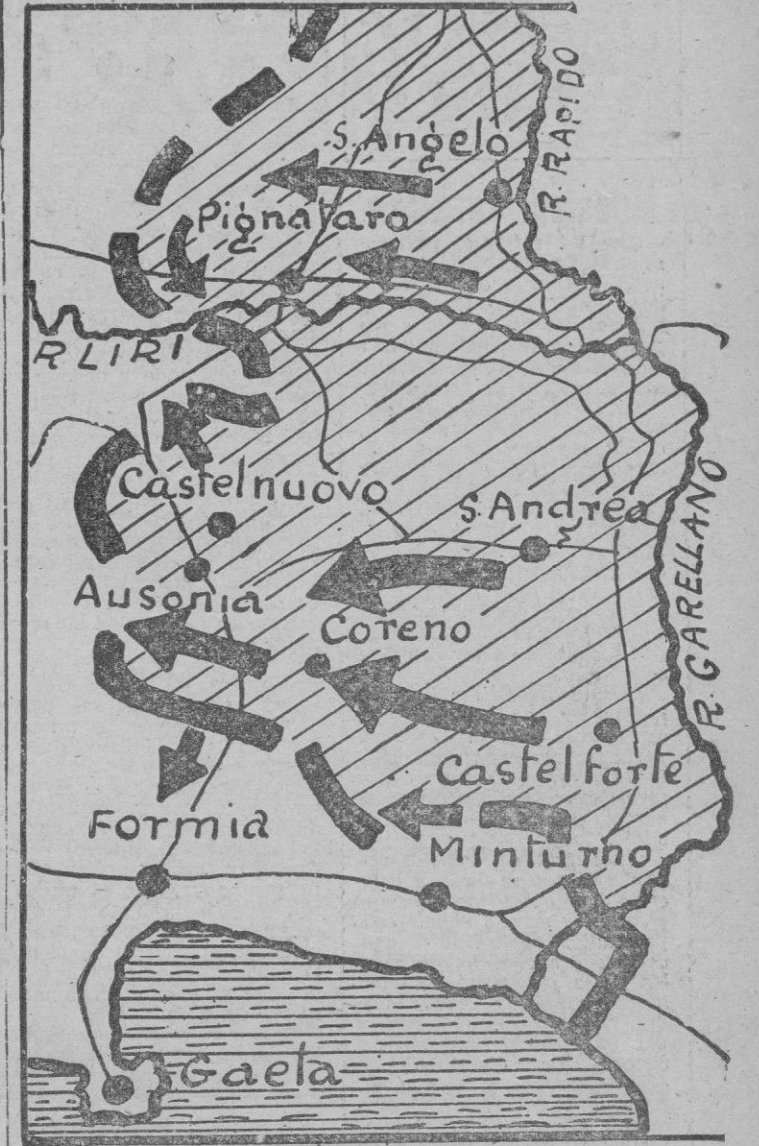 S. Angelo
R. RAPIDO
Pignataro
R LIRI
Castelnuovo
S. Andrea
R. GARELLANO
Ausonia
Coreno
Castelforte
Formia
Minturno
Gaeta